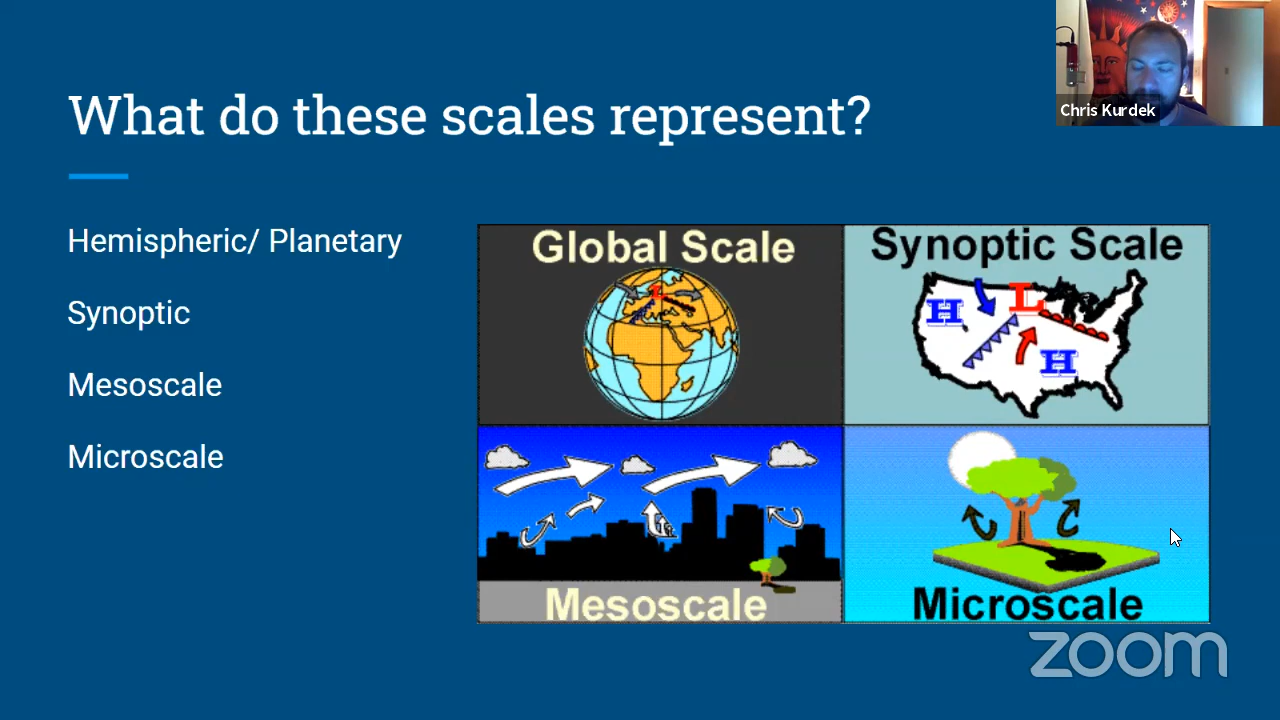 What do these scales represent?
Chris Kurdek
Hemispheric/ Planetary
Synoptic
Mesoscale
Microscale
Global Scale
L
Synoptic Scale
H
L
H
Mesoscale
Microscale
zoom